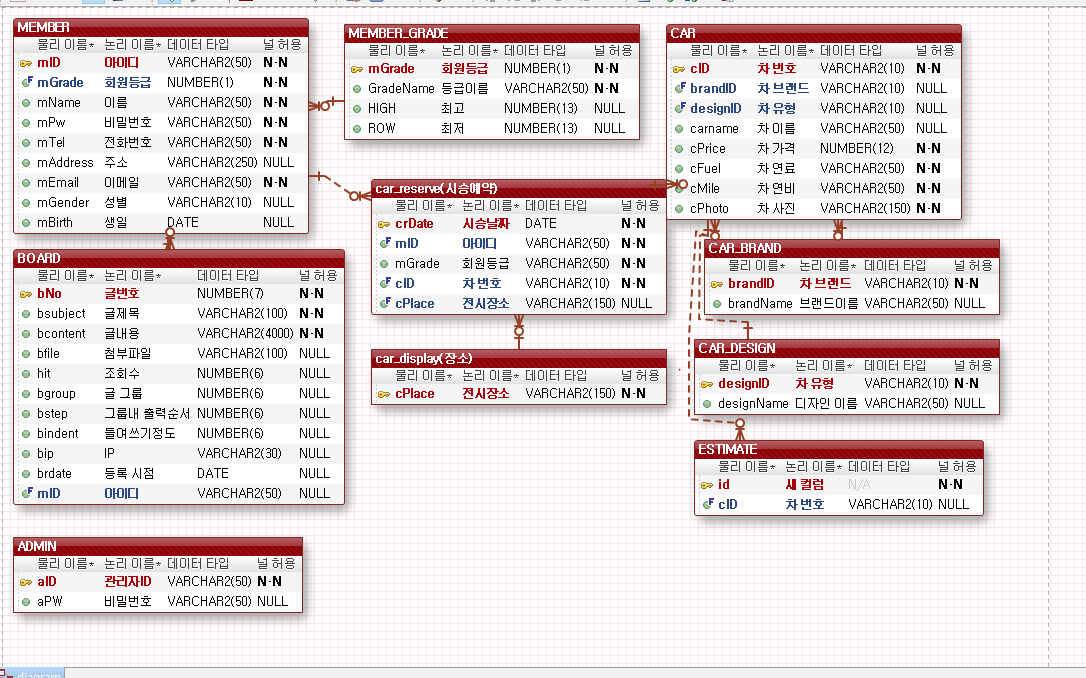 MEMBER
물리 이름* 논리 이름* 데이터 타입 널 허용
mID 아이디 VARCHAR2(50) N-N
mGrade 회원등급 NUMBER(1) N-N
mName 이름 VARCHAR2(50) N-N
mPw 비밀번호 VARCHAR2(50) N-N
mTel 전화번호 VARCHAR2(50) N-N
mAddress 주소 VARCHAR2(250) NULL
mEmail 이메일 VARCHAR2(50) N-N
mGender 성별 VARCHAR2(10) NULL
mBirth 생일 DATE NULL
MEMBER_GRADE
물리 이름* 논리 이름* 데이터 타입 널 허용
mGrade 회원등급 NUMBER(1) N-N
GradeName 등급이름 VARCHAR2(50) N-N
HIGH 최고 NUMBER(13) NULL
ROW 최저 NUMBER(13) NULL
CAR
물리 이름* 논리 이름* 데이터 타입 널 허용
cID 차 번호 VARCHAR2(10) N-N
brandID 차 브랜드 VARCHAR2(10) NULL
designID 차 유형 VARCHAR2(10) NULL
carname 차 이름 VARCHAR2(50) NULL
cPrice 차 가격 NUMBER(12) N-N
cFuel 차 연료 VARCHAR2(50) N-N
cMile 차 연비 VARCHAR2(50) N-N
cPhoto 차 사진 VARCHAR2(150) N-N
car_reserve(시승예약)
물리 이름* 논리 이름* 데이터 타입 널 허용
crDate 시승날짜 DATE N-N
mID 아이디 VARCHAR2(50) N-N
mGrade 회원등급 VARCHAR2(50) N-N
cID 차 번호 VARCHAR2(10) N-N
cPlace 전시장소 VARCHAR2(150) NULL
BOARD
물리 이름* 논리 이름* 데이터 타입 널 허용
bNo 글번호 NUMBER(7) N-N
bsubject 글제목 VARCHAR2(100) N-N
bcontent 글내용 VARCHAR2(4000) N-N
bfile 첨부파일 VARCHAR2(100) NULL
hit 조회수 NUMBER(6) NULL
bgroup 글 그룹 NUMBER(6) NULL
bstep 그룹내 출력순서 NUMBER(6) NULL
bindent 들여쓰기정도 NUMBER(6) NULL
bip IP VARCHAR2(30) NULL
brdate 등록 시점 DATE NULL
mID 아이디 VARCHAR2(50) NULL
car_display(장소)
물리 이름* 논리 이름* 데이터 타입 널 허용
cPlace 전시장소 VARCHAR2(150) N-N
CAR_BRAND
물리 이름* 논리 이름* 데이터 타입 널 허용
brandID 차 브랜드 VARCHAR2(10) N-N
brandName 브랜드이름 VARCHAR2(50) NULL
CAR_DESIGN
물리 이름* 논리 이름* 데이터 타입 널 허용
designID 차 유형 VARCHAR2(10) N-N
designName 디자인 이름 VARCHAR2(50) NULL
ESTIMATE
물리 이름* 논리 이름* 데이터 타입 널 허용
id 새 컬럼 N/A N-N
cID 차 번호 VARCHAR2(10) NULL
ADMIN
물리 이름* 논리 이름* 데이터 타입 널 허용
aID 관리자ID VARCHAR2(50) N-N
aPW 비밀번호 VARCHAR2(50) NULL
diagram